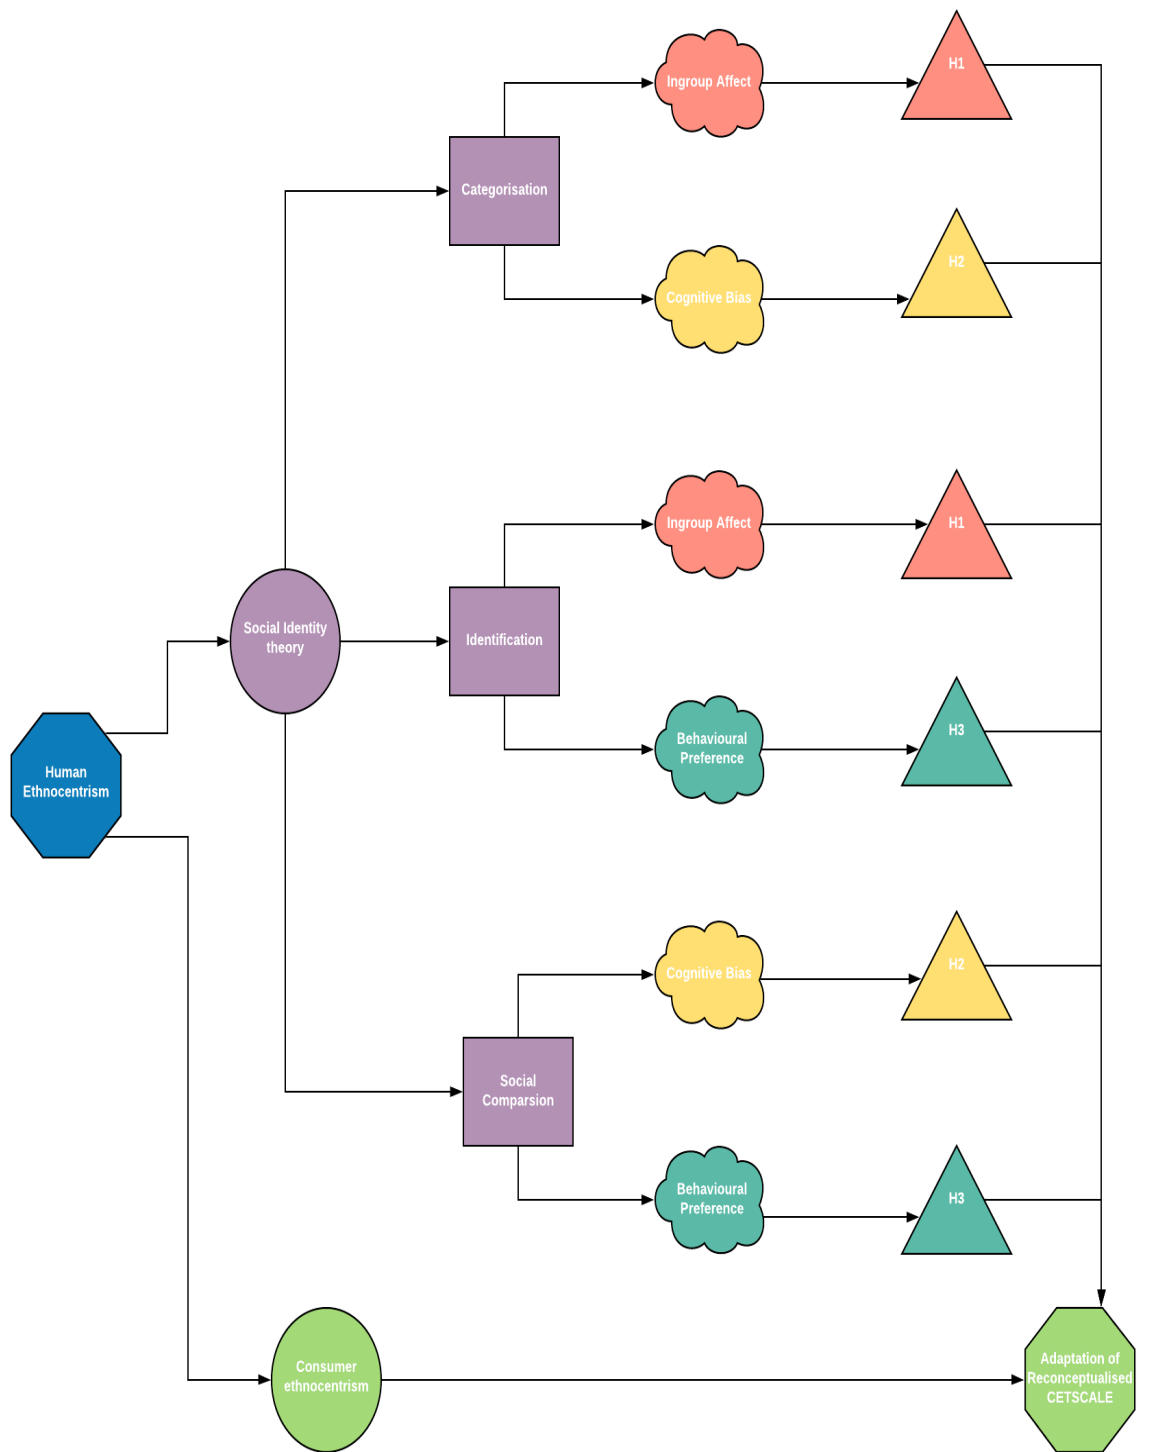 H1
Ingroup Affect
Categorisation
H2
Cognitive Bias
H1
Ingroup Affect
Social Identity
theory
Identification
H3
Behavioural
Preference
Human
Ethnocentrism
H2
Cognitive Bias
Social
Comparsion
H3
Behavioural
Preference
Consumer
ethnocentrism
Adaptation of
Reconceptualised
CETSCALE